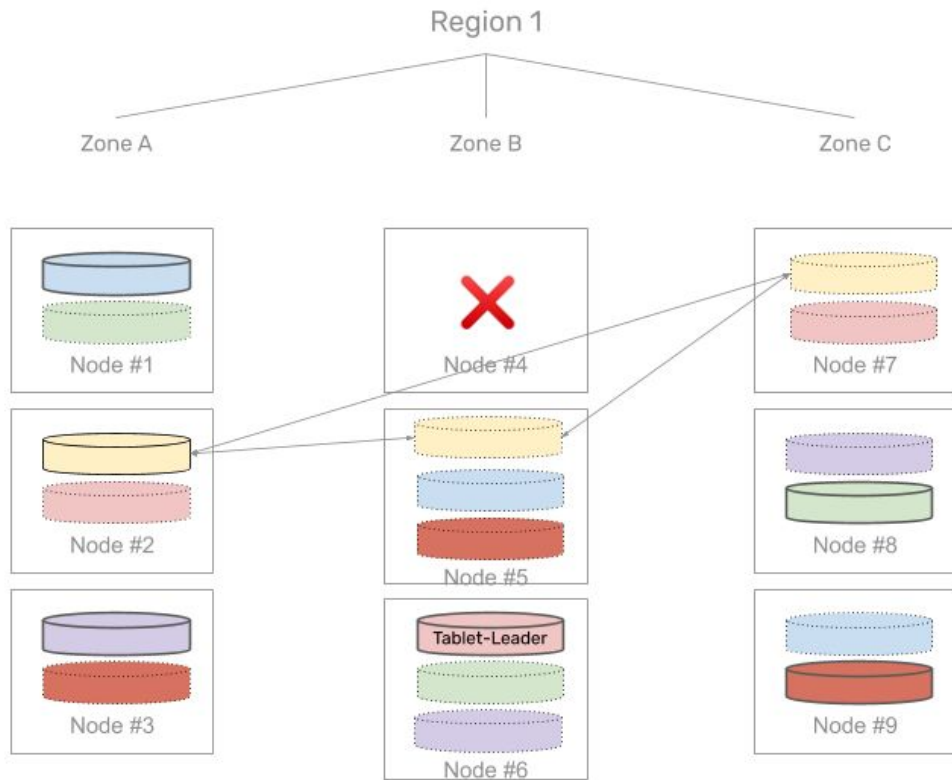 Region 1
Zone A
Zone B
Zone C
Node #1
Node #4
Node #7
Node #2
Node #5
Node #8
Tablet-Leader
Node #3
Node #6
Node #9